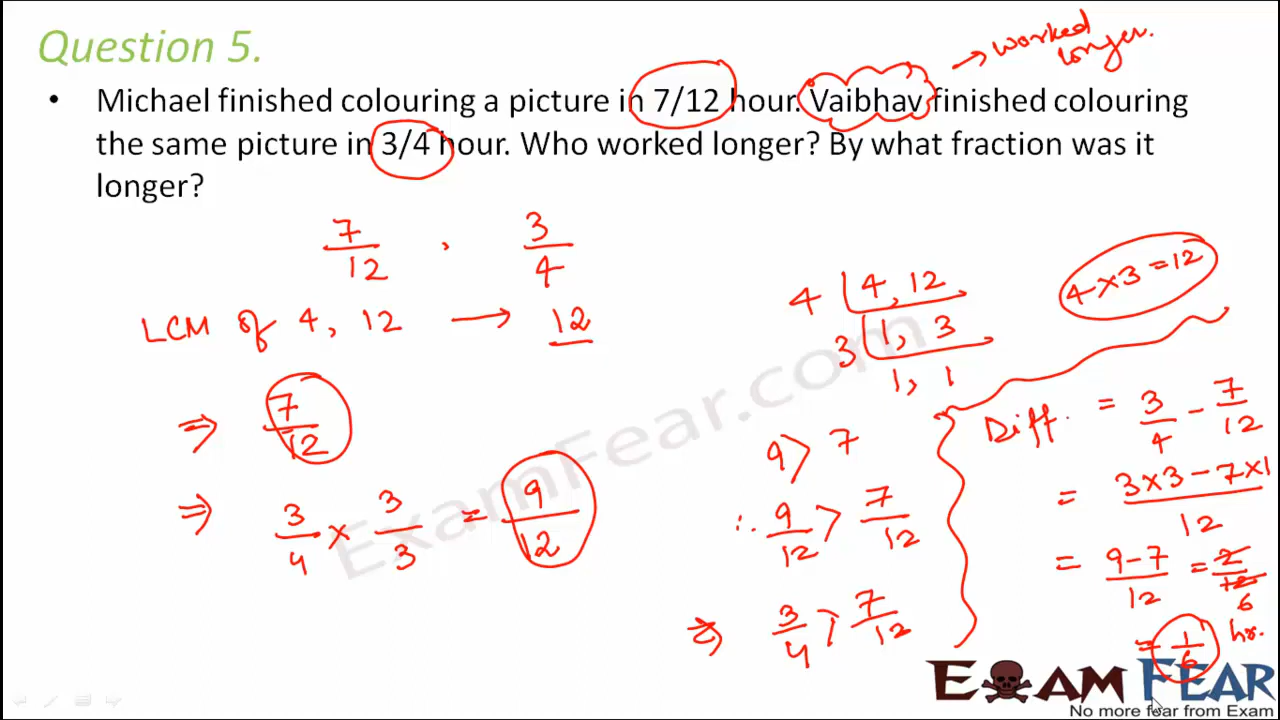 Question 5.
→ worked longer.
• Michael finished colouring a picture in 7/12 hour. Vaibhav finished colouring
the same picture in 3/4 hour. Who worked longer? By what fraction was it
longer?
7/12 , 3/4
LCM of 4, 12 → 12
⇒ 7/12
⇒ 3/4 × 3/3 = 9/12
4 | 4, 12
3 | 1, 3
1, 1
4×3=12
9 > 7
∴ 9/12 > 7/12
⇒ 3/4 > 7/12
Diff. = 3/4 - 7/12
= 3×3 - 7×1 / 12
= 9-7/12 = 2/12 6
= 1/6 hr.
ExamFear.com
EXAM FEAR
No more fear from Exam